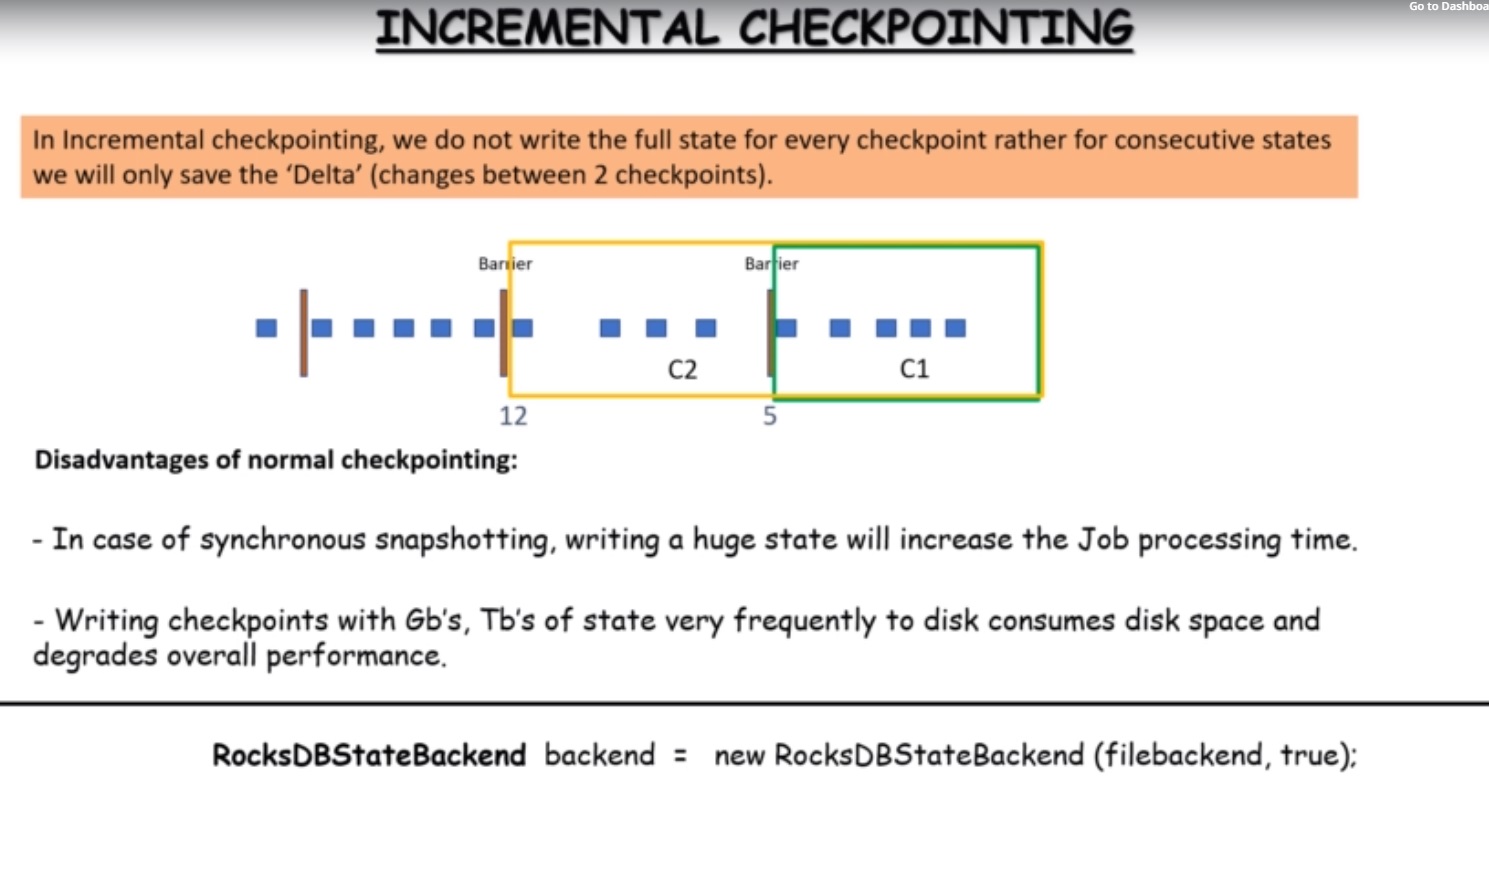 Go to Dashboa
INCREMENTAL CHECKPOINTING
In Incremental checkpointing, we do not write the full state for every checkpoint rather for consecutive states
we will only save the ‘Delta’ (changes between 2 checkpoints).
Barrier Barrier
C2 C1
12 5
Disadvantages of normal checkpointing:
- In case of synchronous snapshotting, writing a huge state will increase the Job processing time.
- Writing checkpoints with Gb's, Tb's of state very frequently to disk consumes disk space and
degrades overall performance.
RocksDBStateBackend backend = new RocksDBStateBackend (filebackend, true);